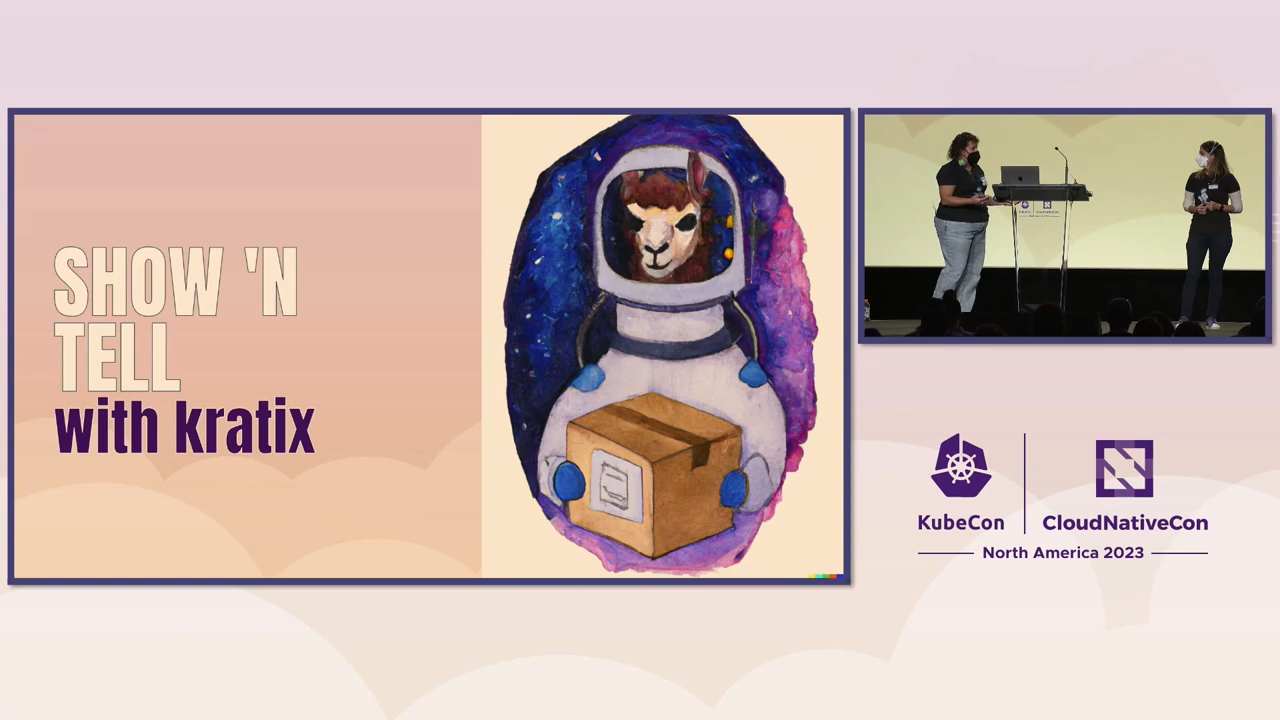 SHOW 'N
TELL
with kratix
KubeCon
CloudNativeCon
North America 2023